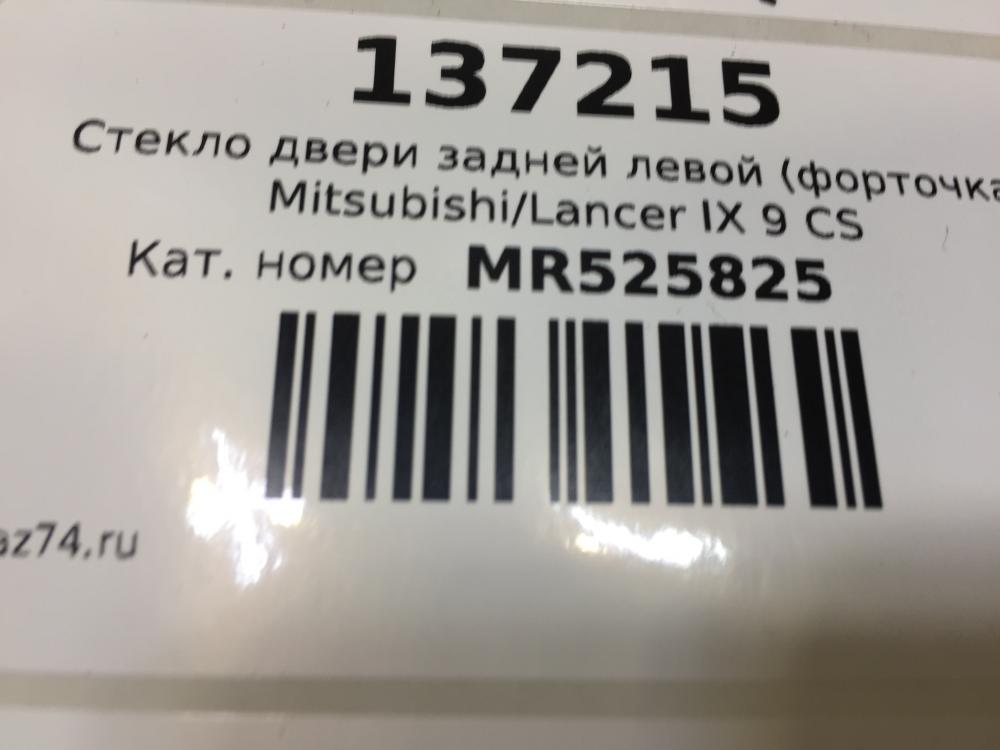 137215
Стекло двери задней левой (форточка
Mitsubishi/Lancer IX 9 CS
Кат. номер MR525825
az74.ru